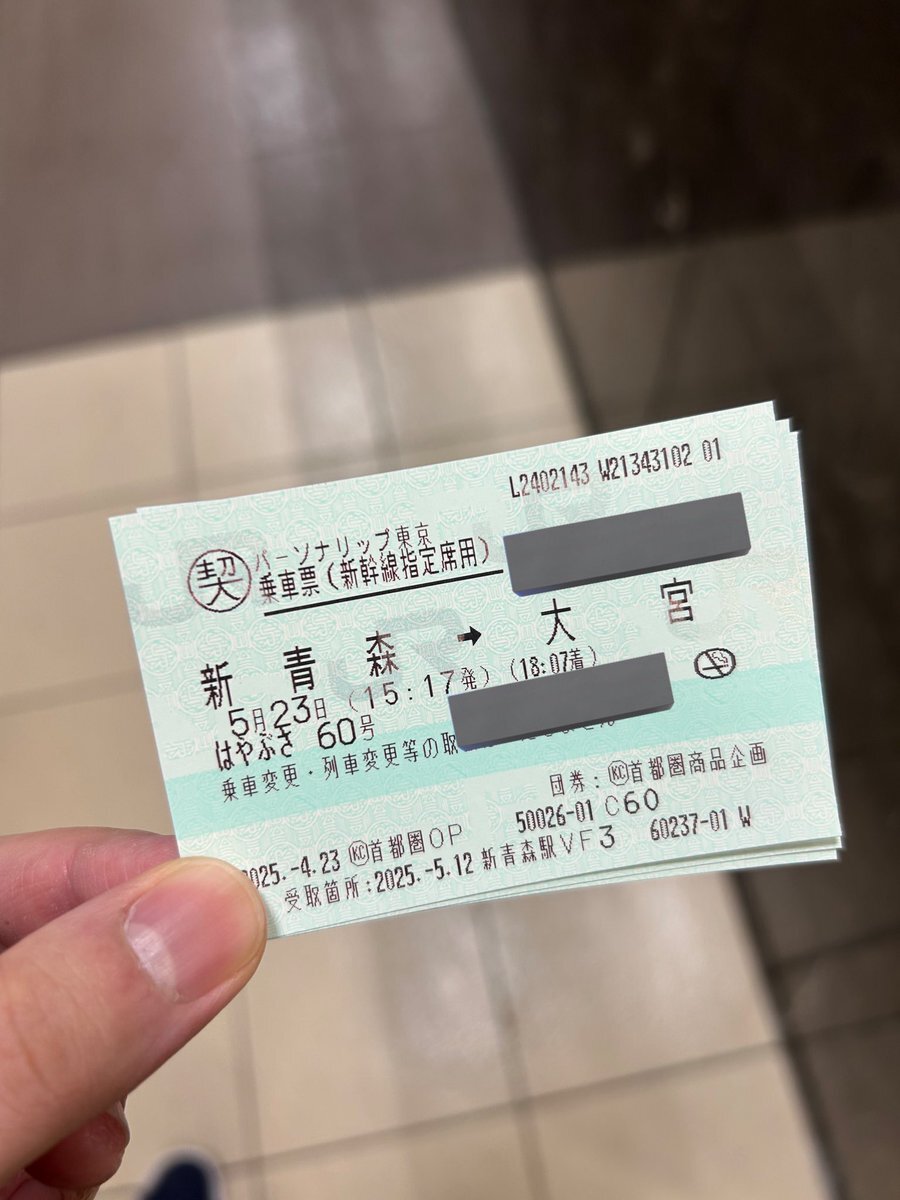 L2402143 W21343102 01
契 パーソナリップ東京
乗車票(新幹線指定席用)
新青森 → 大宮
5月23日 (15:17発) (18:07着)
はやぶさ 60号
乗車変更・列車変更等の取
団券:㏍首都圏商品企画
50026-01 C60
025.-4.23 ㏍首都圏OP
60237-01 W
受取箇所:2025.-5.12 新青森駅VF3